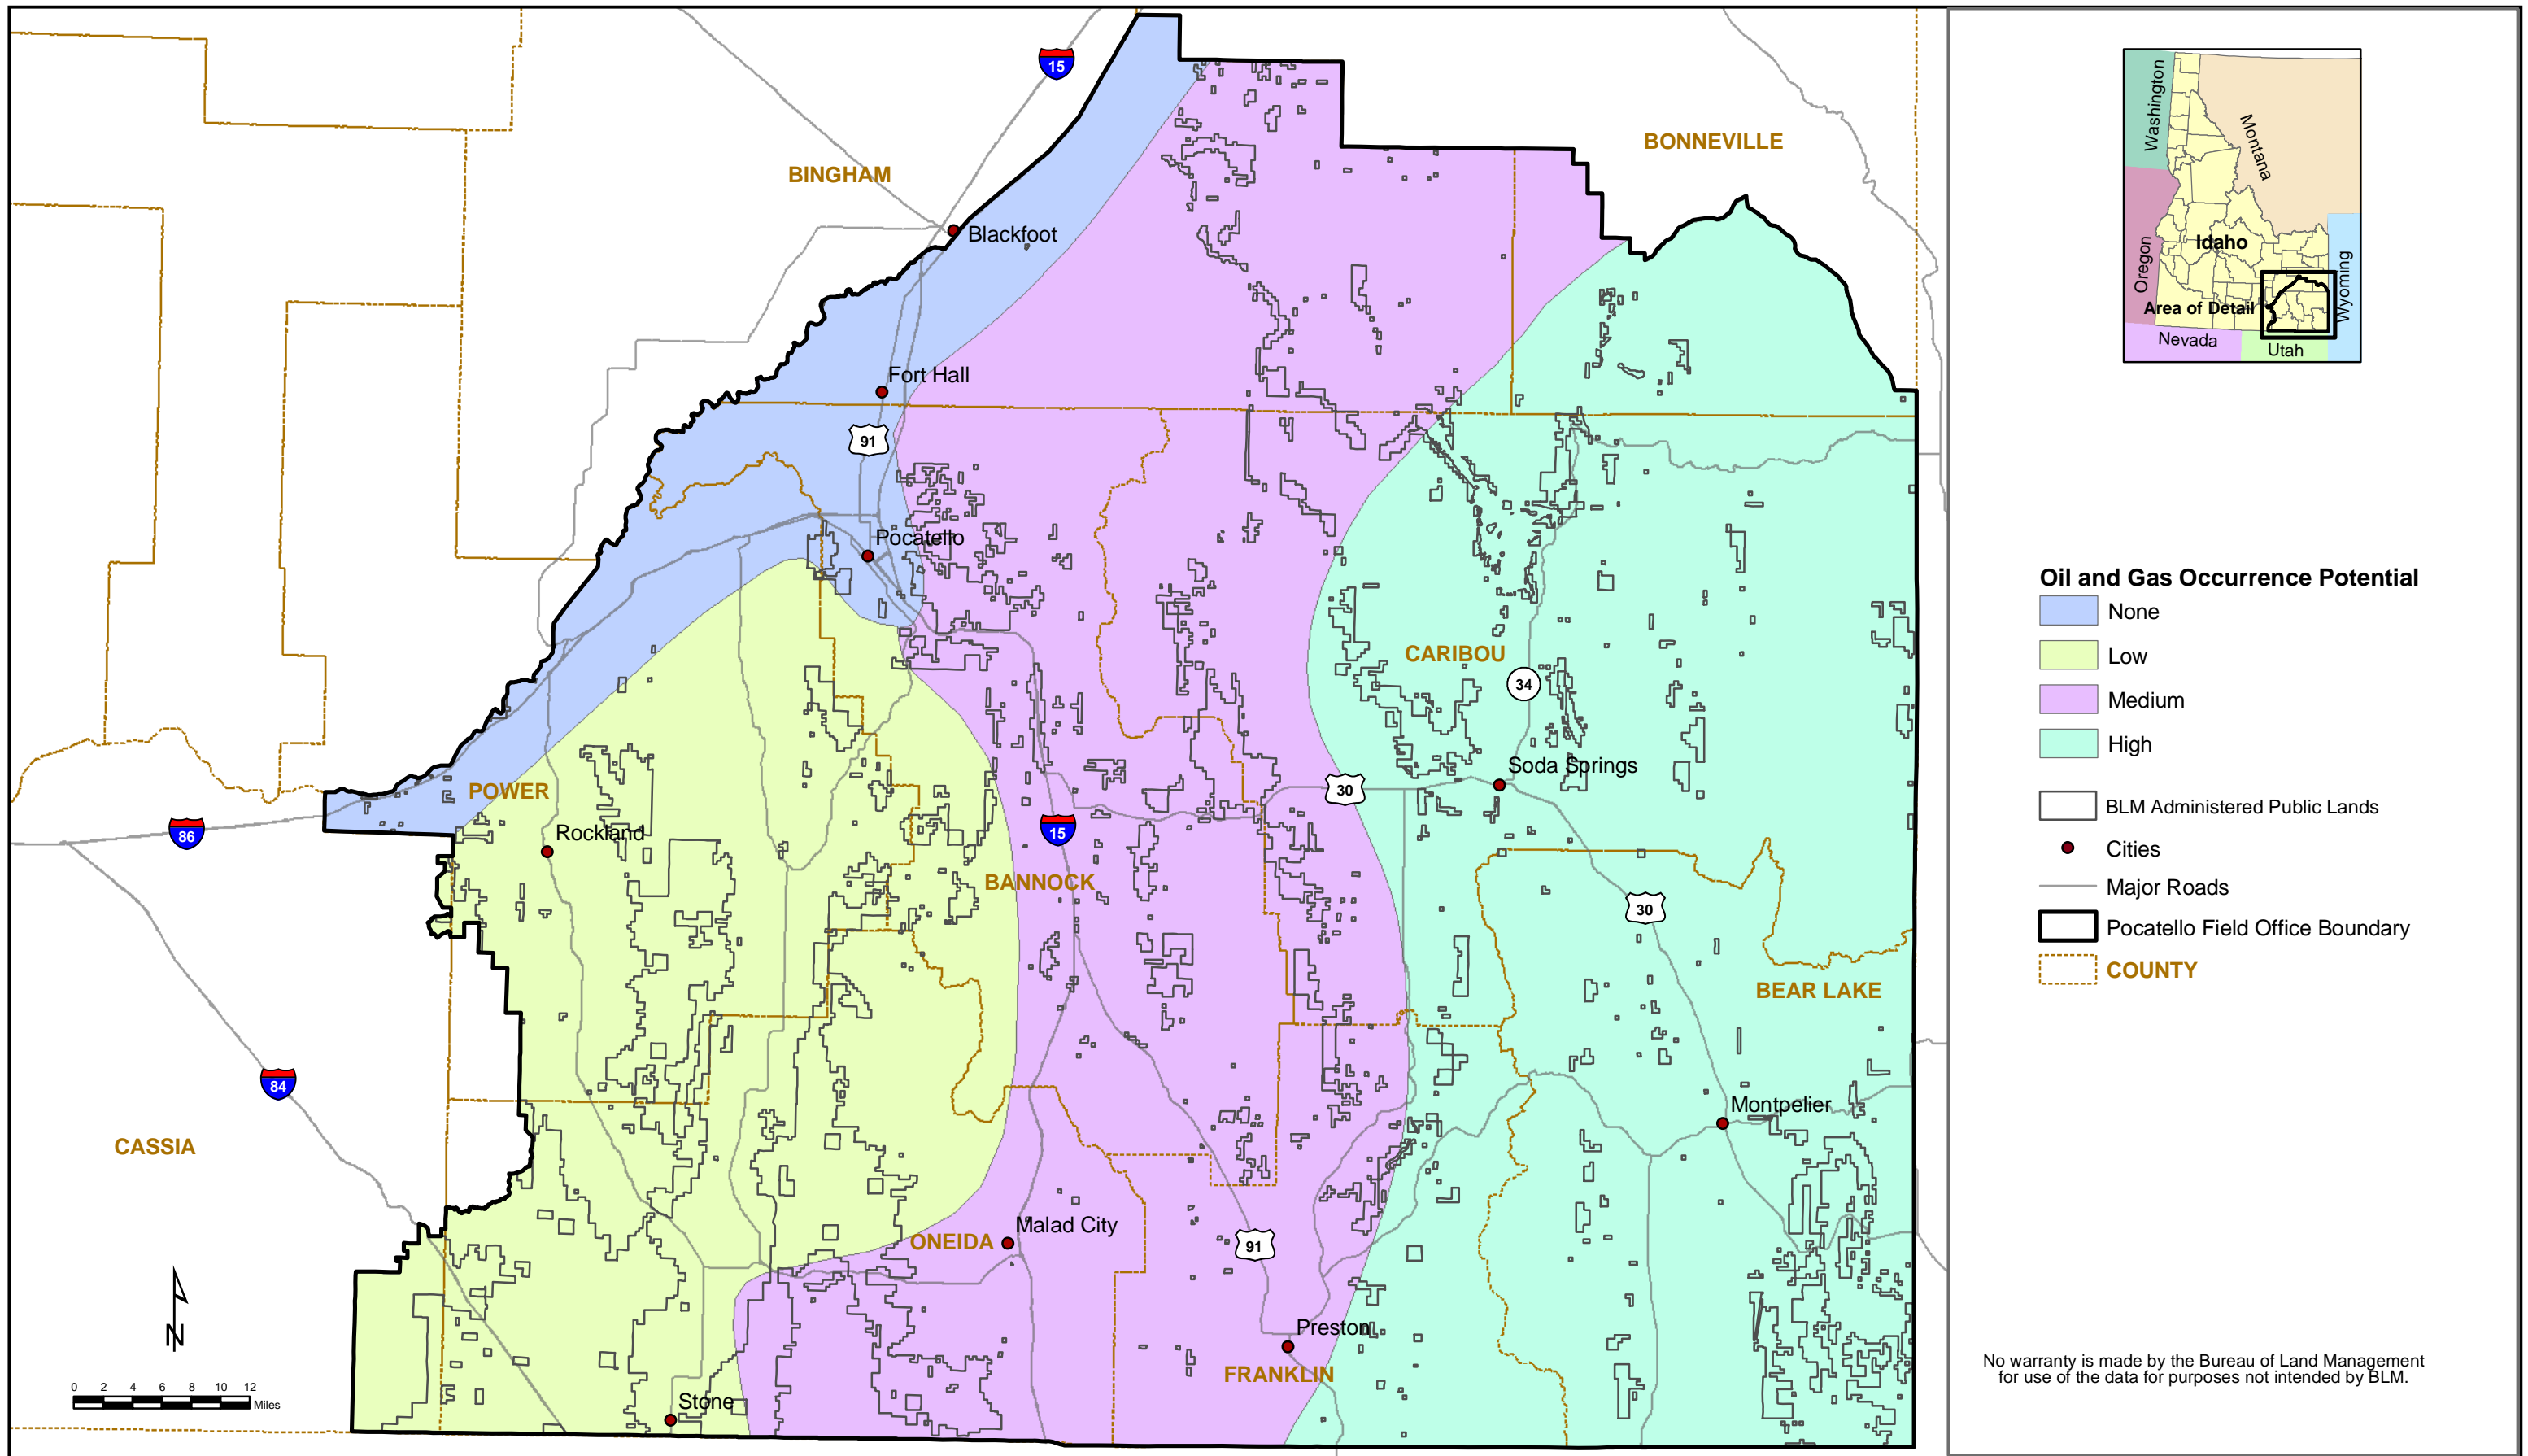 15
BONNEVILLE
BINGHAM
Blackfoot
Fort Hall
91
Pocatello
CARIBOU
34
Soda Springs
30
POWER
86
Rockland
15
BANNOCK
30
BEAR LAKE
84
Montpelier
CASSIA
Malad City
ONEIDA
91
Preston
FRANKLIN
Stone
N
0 2 4 6 8 10 12
Miles
Washington
Montana
Oregon
Idaho
Wyoming
Area of Detail
Nevada
Utah
Oil and Gas Occurrence Potential
None
Low
Medium
High
BLM Administered Public Lands
Cities
Major Roads
Pocatello Field Office Boundary
COUNTY
No warranty is made by the Bureau of Land Management
for use of the data for purposes not intended by BLM.